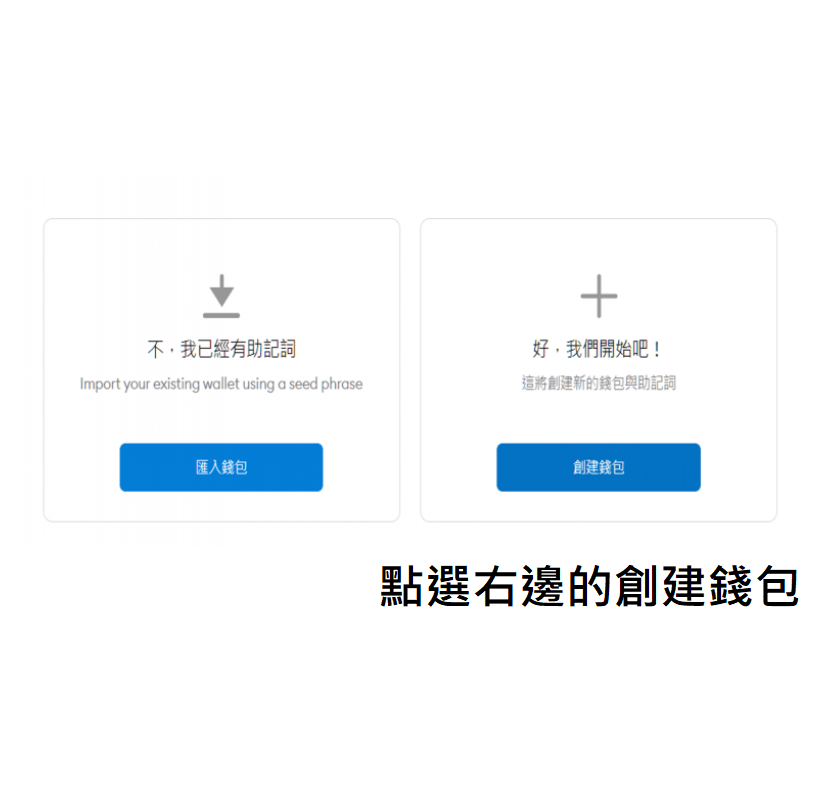 不，我已經有助記詞
Import your existing wallet using a seed phrase
匯入錢包
好，我們開始吧！
這將創建新的錢包與助記詞
創建錢包
點選右邊的創建錢包